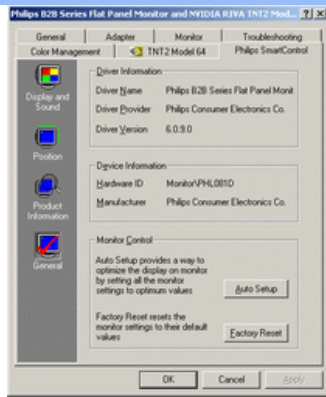 Philips B2B Series Flat Panel Monitor and NVIDIA RIVA TNT2 Mod...
General Adapter Monitor Troubleshooting
Color Management TNT2 Model 64 Philips SmartControl
Display and
Sound
Position
Product
Information
General
Driver Information
Driver Name Philips B2B Series Flat Panel Monit
Driver Provider Philips Consumer Electronics Co.
Driver Version 6.0.9.0
Device Information
Hardware ID Monitor\PHL081D
Manufacturer Philips Consumer Electronics Co.
Monitor Control
Auto Setup provides a way to
optimize the display on monitor
by setting all the monitor
settings to optimum values
Auto Setup
Factory Reset resets the
monitor settings to their default
values
Factory Reset
OK Cancel Apply